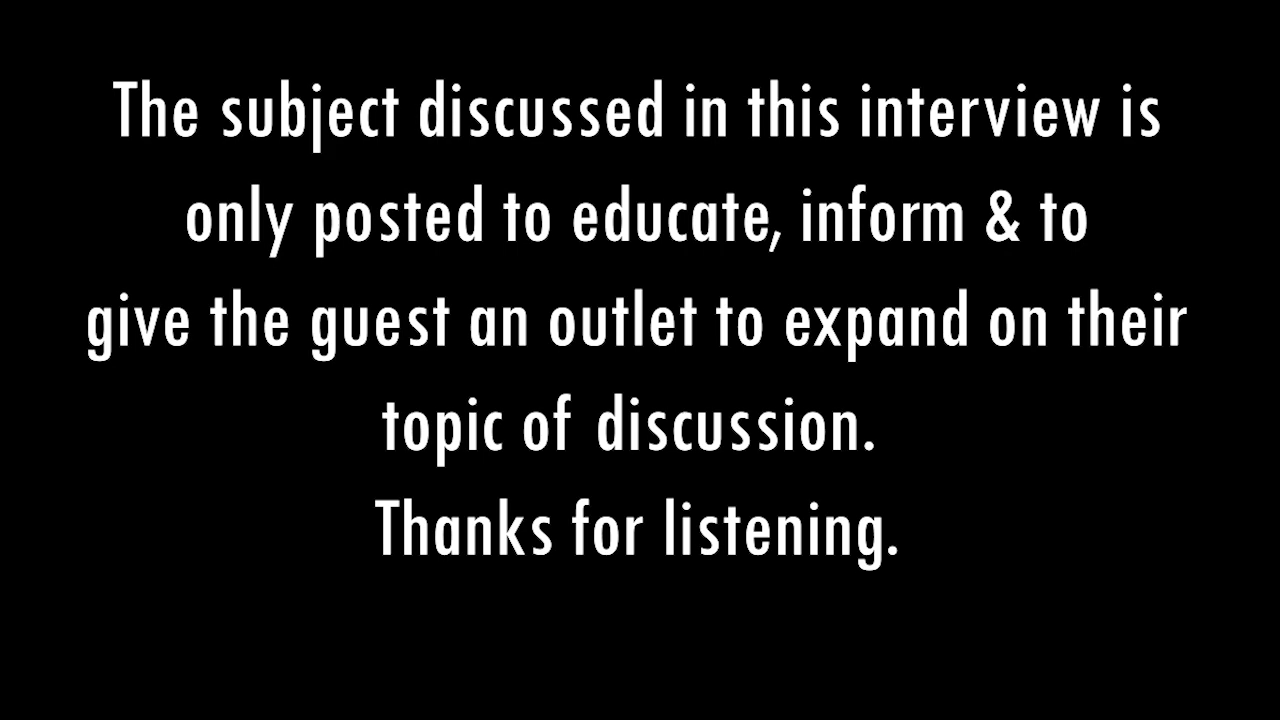 The subject discussed in this interview is
only posted to educate, inform & to
give the guest an outlet to expand on their
topic of discussion.
Thanks for listening.